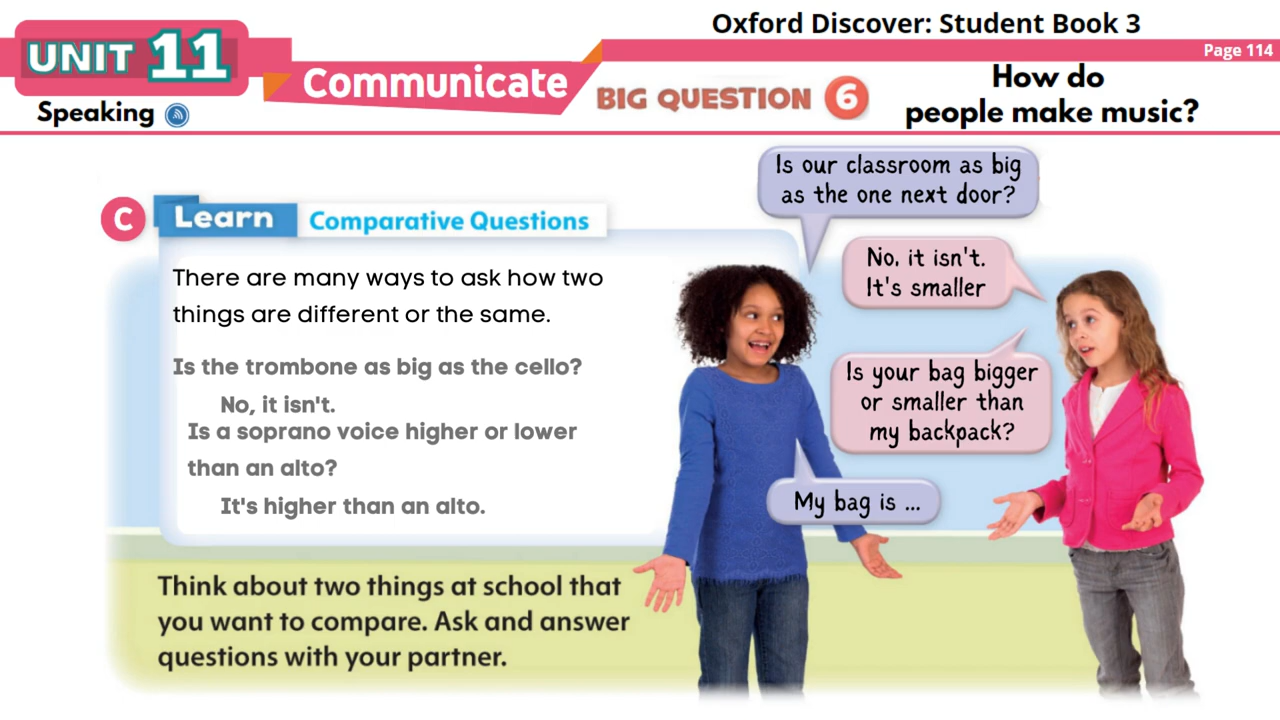 Oxford Discover: Student Book 3
UNIT 11
Page 114
Communicate
BIG QUESTION 6
How do
people make music?
Speaking
Is our classroom as big
as the one next door?
C
Learn
Comparative Questions
No, it isn't.
It's smaller
There are many ways to ask how two
things are different or the same.
Is the trombone as big as the cello?
No, it isn't.
Is a soprano voice higher or lower
than an alto?
It's higher than an alto.
Is your bag bigger
or smaller than
my backpack?
My bag is ...
Think about two things at school that
you want to compare. Ask and answer
questions with your partner.